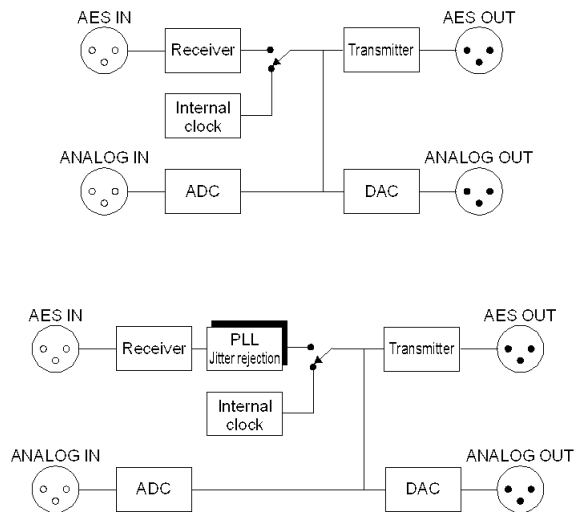 AES IN
AES OUT
Receiver
Transmitter
Internal
clock
ANALOG IN
ANALOG OUT
ADC
DAC
AES IN
AES OUT
Receiver
PLL
Jitter rejection
Transmitter
Internal
clock
ANALOG IN
ANALOG OUT
ADC
DAC